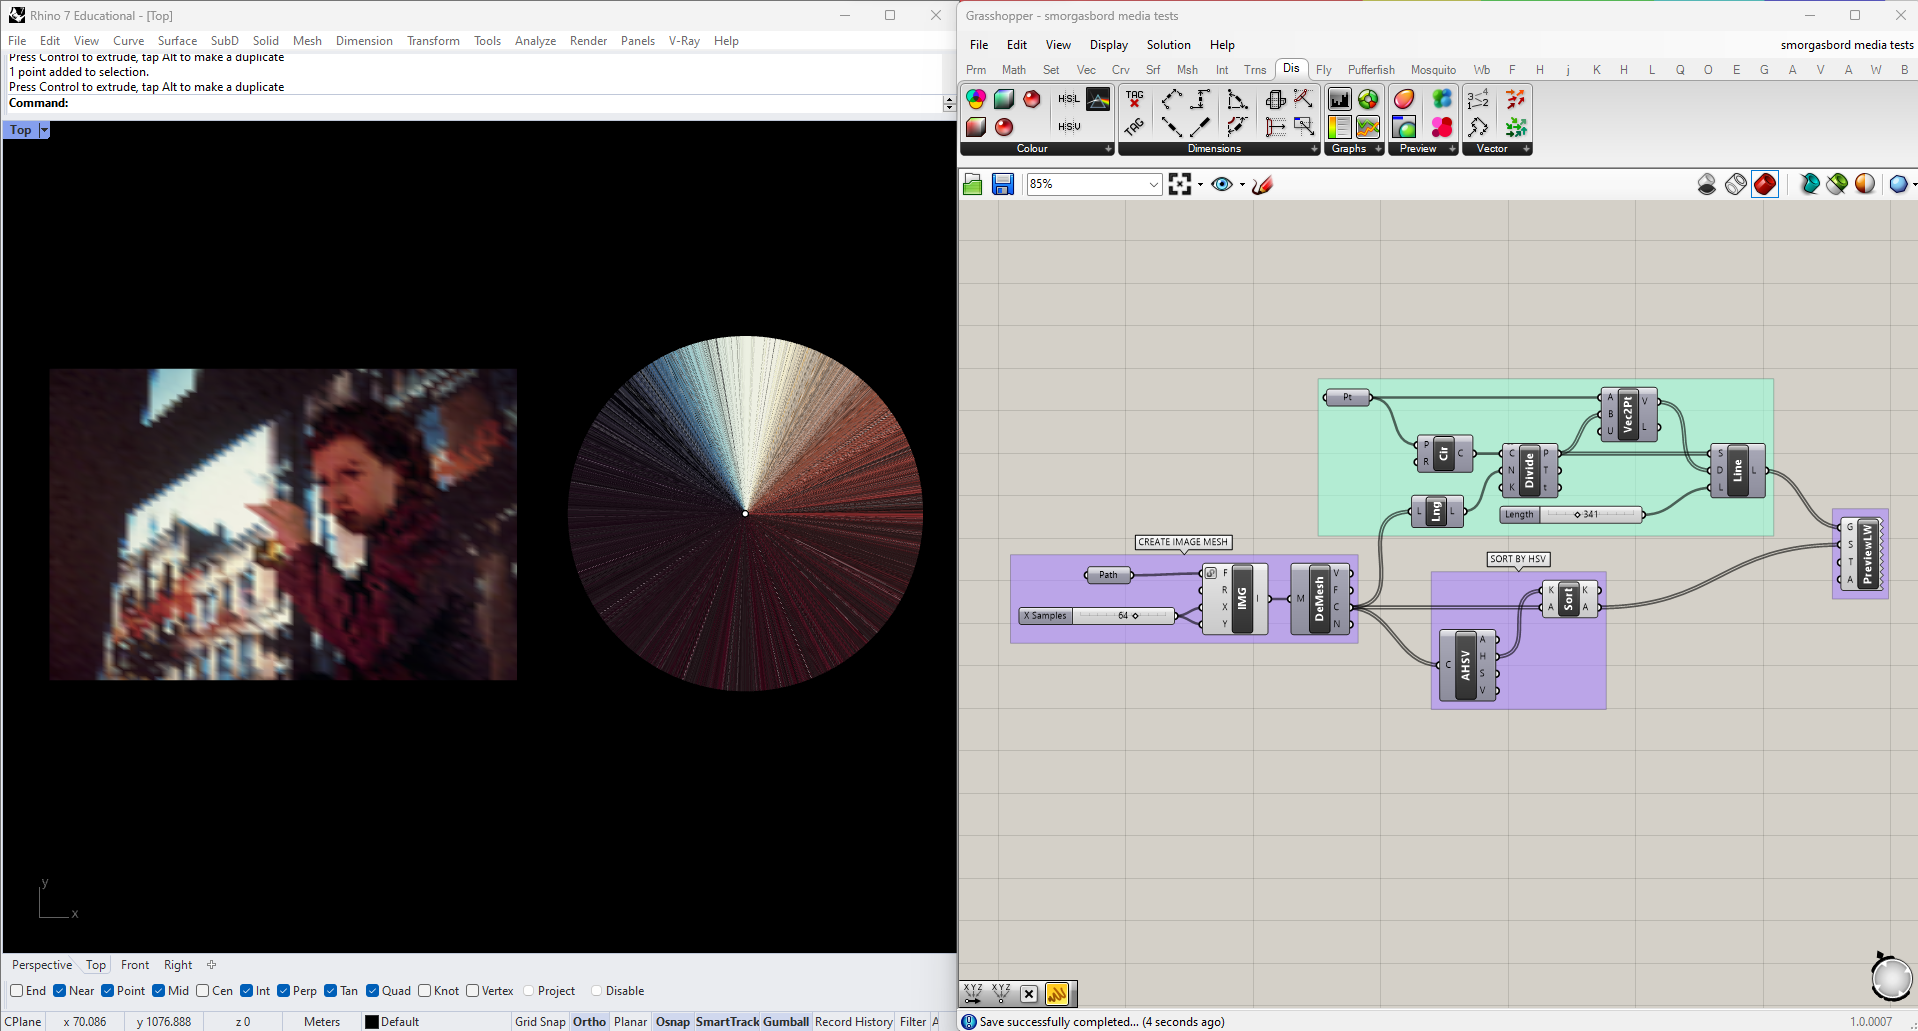 Rhino 7 Educational - [Top]
File Edit View Curve Surface SubD Solid Mesh Dimension Transform Tools Analyze Render Panels V-Ray Help
Press Control to extrude, tap Alt to make a duplicate
1 point added to selection.
Press Control to extrude, tap Alt to make a duplicate
Command:
Top
y
x
Perspective Top Front Right
End Near Point Mid Cen Int Perp Tan Quad Knot Vertex Project Disable
CPlane x 70.086 y 1076.888 z 0 Meters Default Grid Snap Ortho Planar Osnap SmartTrack Gumball Record History Filter A
Grasshopper - smorgasbord media tests
File Edit View Display Solution Help
smorgasbord media tests
Prm Math Set Vec Crv Srf Msh Int Trns Dis Fly Pufferfish Mosquito Wb F H j K H L Q O E G A V A W B
HSL
HSV
TAG
TAG
Colour Dimensions Graphs Preview Vector
85%
Pt
A B U Vec2Pt V L
P R Cir C
C N K Divide P T t
S D L Line L
L Lng L
Length 341
G S T A PreviewLW
CREATE IMAGE MESH
SORT BY HSV
Path
F R X Y IMG I
M DeMesh V F C N
X Samples 64
K A Sort K A
C AHSV A H S V
XYZ XYZ
Save successfully completed... (4 seconds ago)
1.0.0007